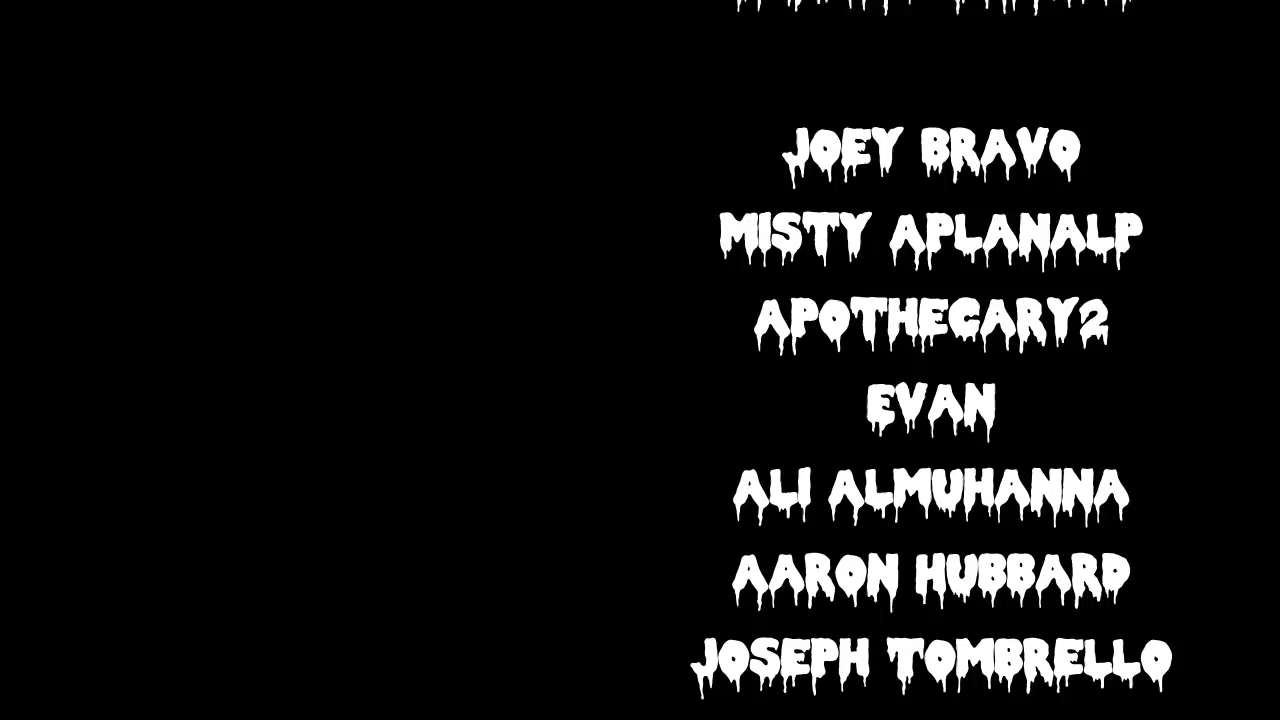 JOEY BRAVO
MISTY APLANALP
APOTHECARY2
EVAN
ALI ALMUHANNA
AARON HUBBARD
JOSEPH TOMBRELLO